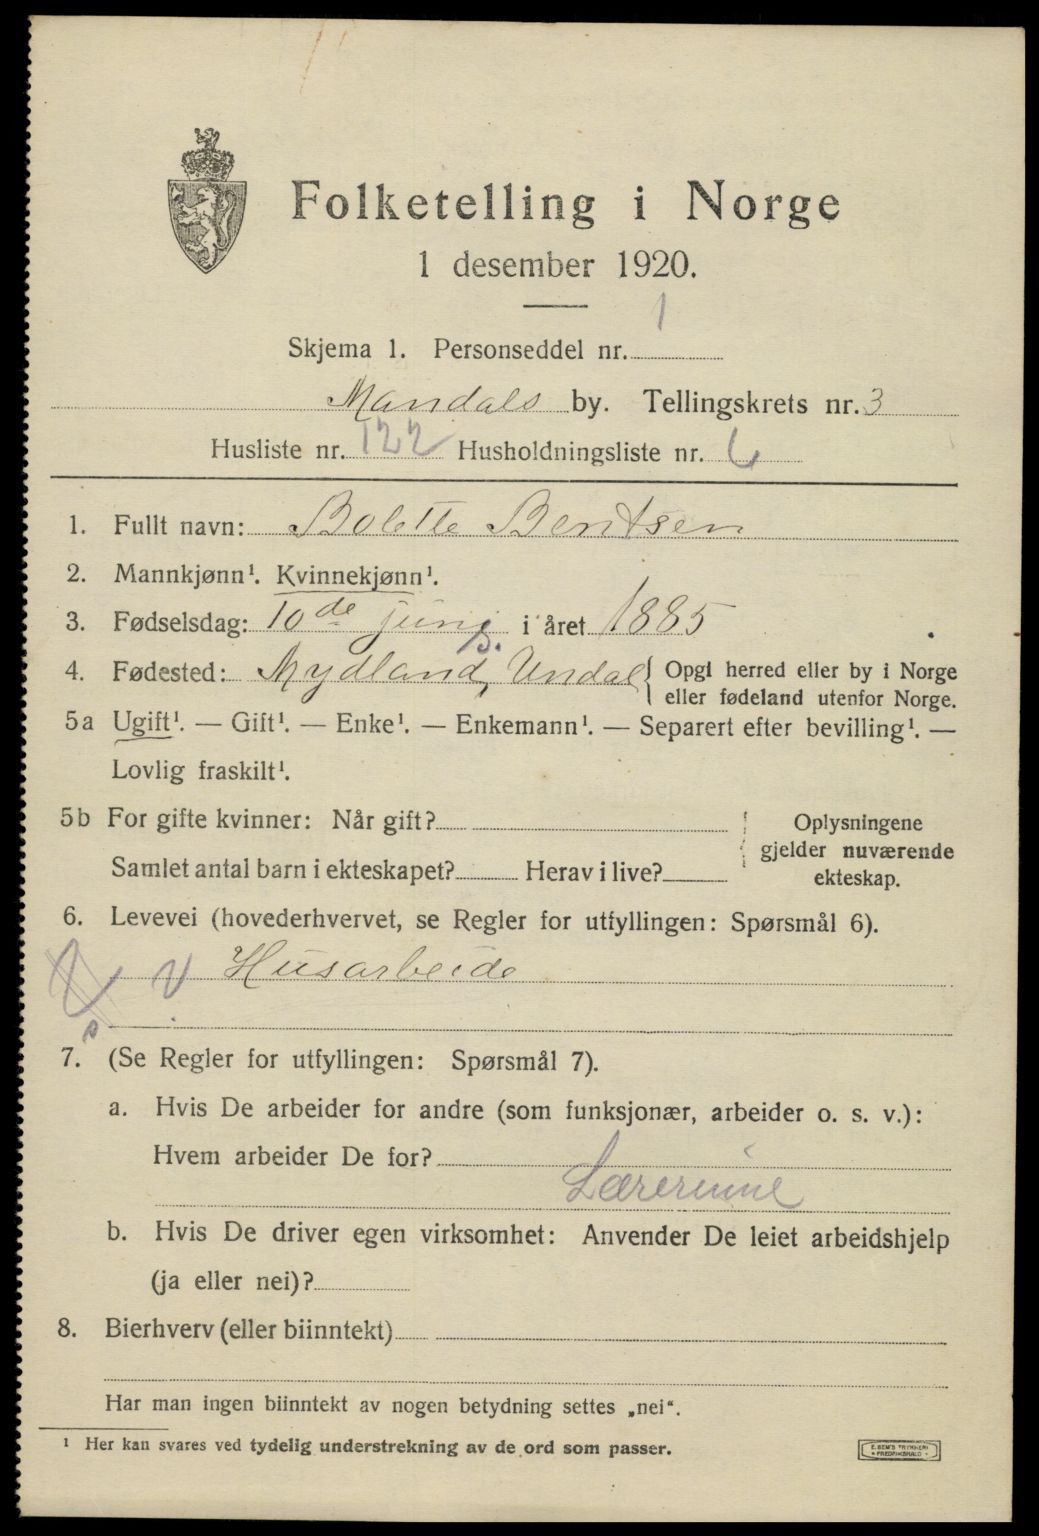 Folketelling i Norge
1 desember 1920.
Skjema 1. Personseddel nr. 1
Mandals by. Tellingskrets nr. 3
Husliste nr. 122 Husholdningsliste nr. 6
1. Fullt navn: Bolette Bentsen
2. Mannkjønn¹. Kvinnekjønn¹.
3. Fødselsdag: 10de juni i året 1885
4. Fødested: Mydland, S. Undal { Opgi herred eller by i Norge
eller fødeland utenfor Norge.
5a Ugift¹. — Gift¹. — Enke¹. — Enkemann¹. — Separert efter bevilling¹. —
Lovlig fraskilt¹.
5b For gifte kvinner: Når gift?
Samlet antal barn i ekteskapet? Herav i live?
Oplysningene
gjelder nuværende
ekteskap.
6. Levevei (hovederhvervet, se Regler for utfyllingen: Spørsmål 6).
Husarbeide
7. (Se Regler for utfyllingen: Spørsmål 7).
a. Hvis De arbeider for andre (som funksjonær, arbeider o. s. v.):
Hvem arbeider De for?
Lærerinne
b. Hvis De driver egen virksomhet: Anvender De leiet arbeidshjelp
(ja eller nei)?
8. Bierhverv (eller biinntekt)
Har man ingen biinntekt av nogen betydning settes „nei“.
¹ Her kan svares ved tydelig understrekning av de ord som passer.
E. SEM'S TRYKKERI
FREDRIKSHALD